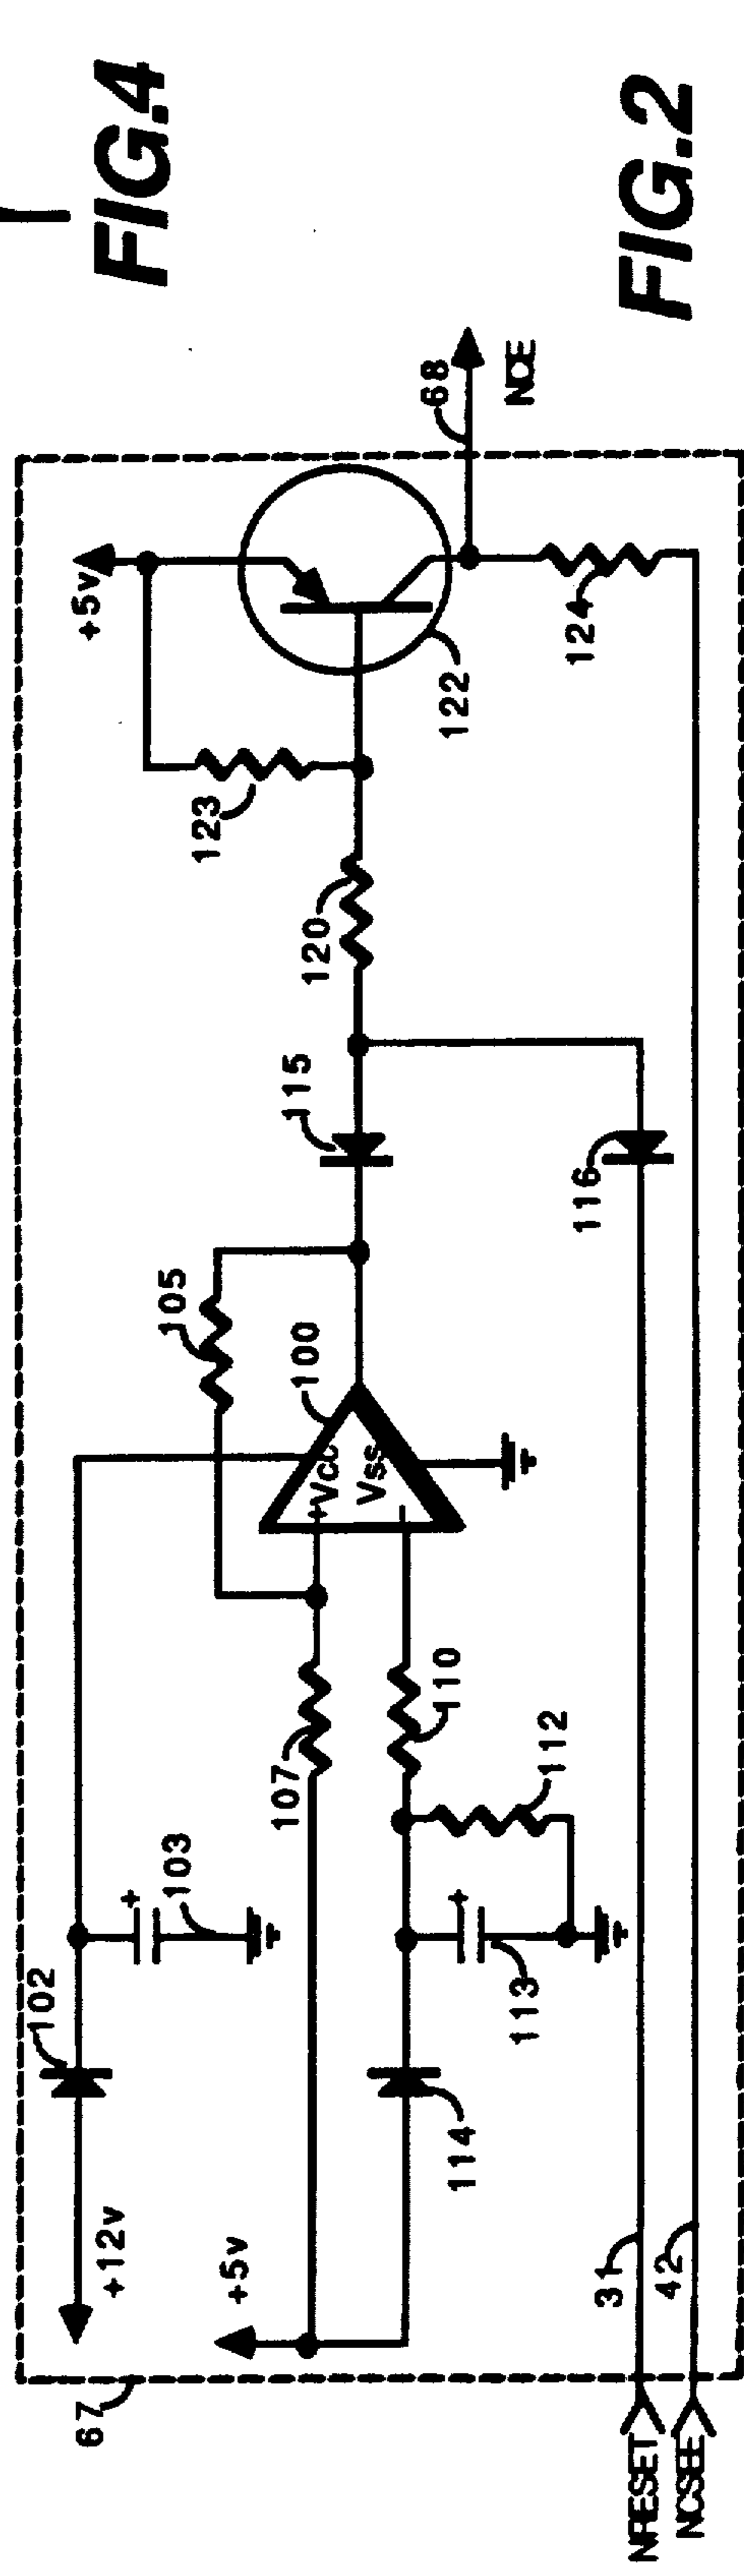 FIG.4
FIG.2
67
+12v
102
103
+5v
107
114
113
112
110
+Vcc
Vss
100
105
115
116
120
123
+5v
122
124
68
NOE
31
42
NRESET
NCSEE